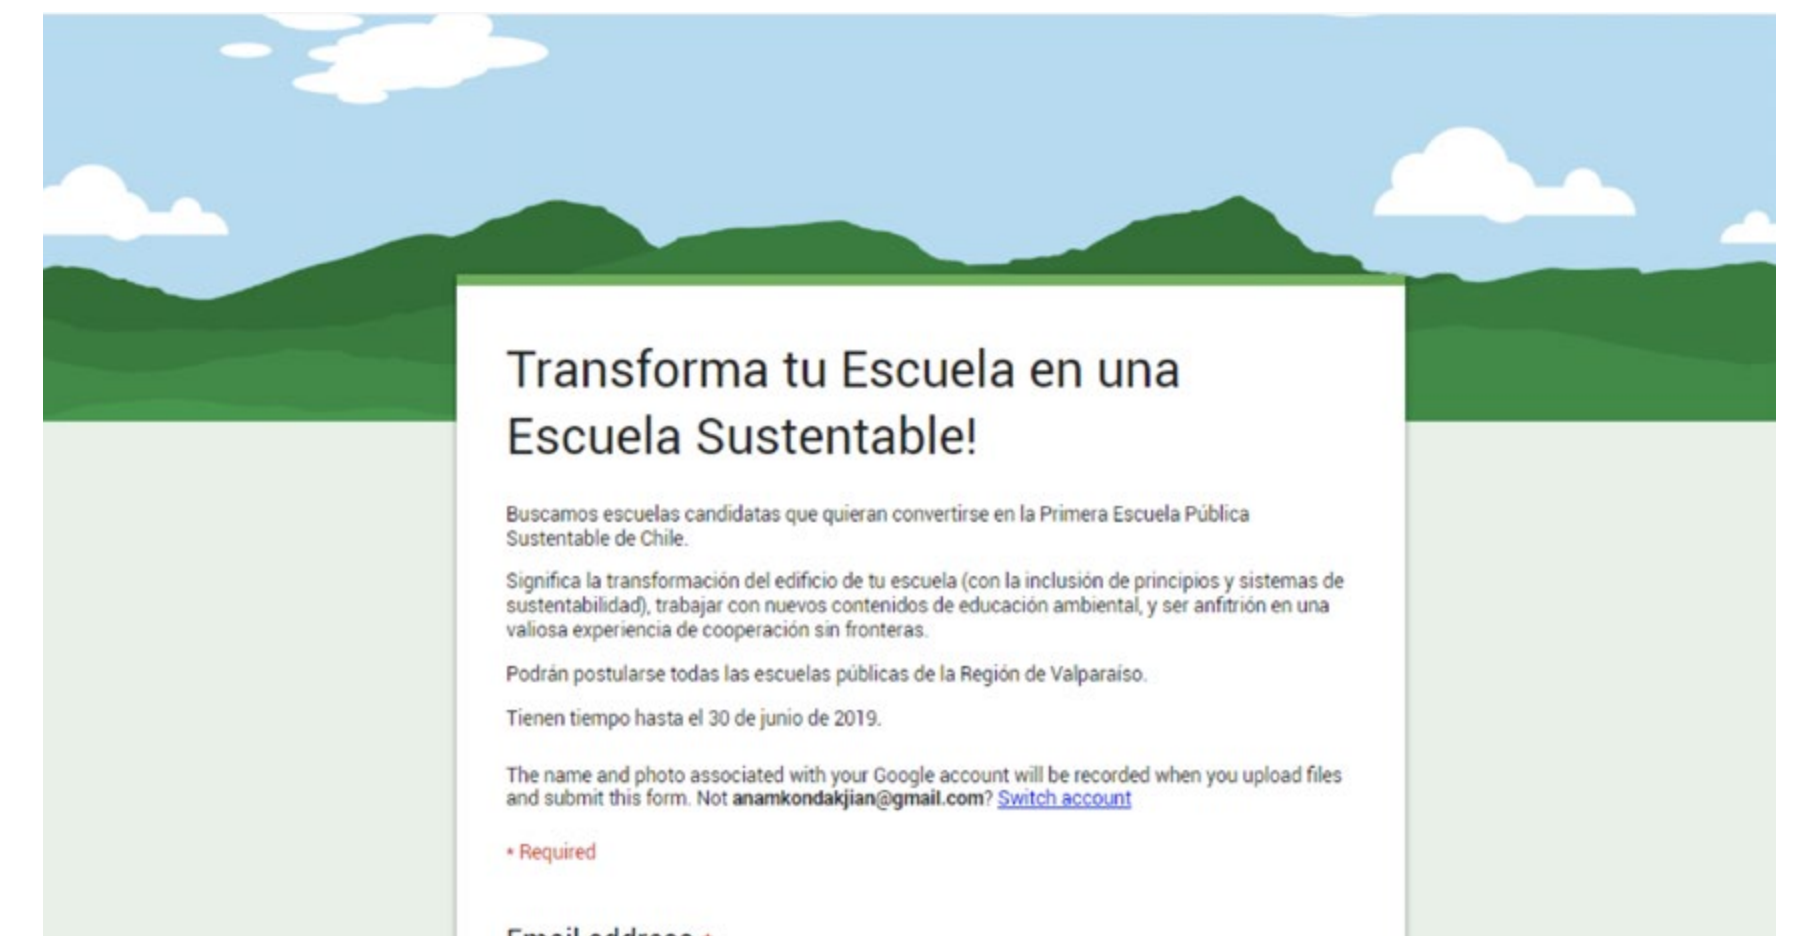 Transforma tu Escuela en una
Escuela Sustentable!
Buscamos escuelas candidatas que quieran convertirse en la Primera Escuela Pública
Sustentable de Chile.
Significa la transformación del edificio de tu escuela (con la inclusión de principios y sistemas de
sustentabilidad), trabajar con nuevos contenidos de educación ambiental, y ser anfitrión en una
valiosa experiencia de cooperación sin fronteras.
Podrán postularse todas las escuelas públicas de la Región de Valparaíso.
Tienen tiempo hasta el 30 de junio de 2019.
The name and photo associated with your Google account will be recorded when you upload files
and submit this form. Not anamkondakjian@gmail.com? Switch account
* Required
Email address *